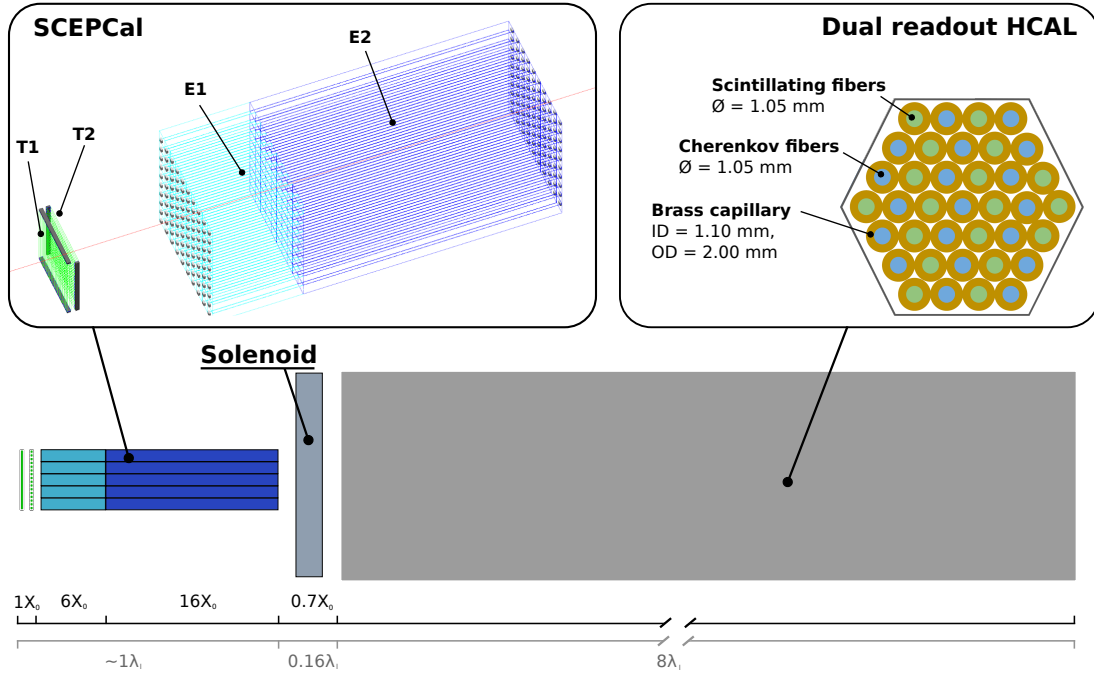 SCEPCal
E1
E2
T1
T2
Dual readout HCAL
Scintillating fibers
Ø = 1.05 mm
Cherenkov fibers
Ø = 1.05 mm
Brass capillary
ID = 1.10 mm,
OD = 2.00 mm
Solenoid
1X₀ 6X₀ 16X₀ 0.7X₀
~1λᵢ 0.16λᵢ 8λᵢ